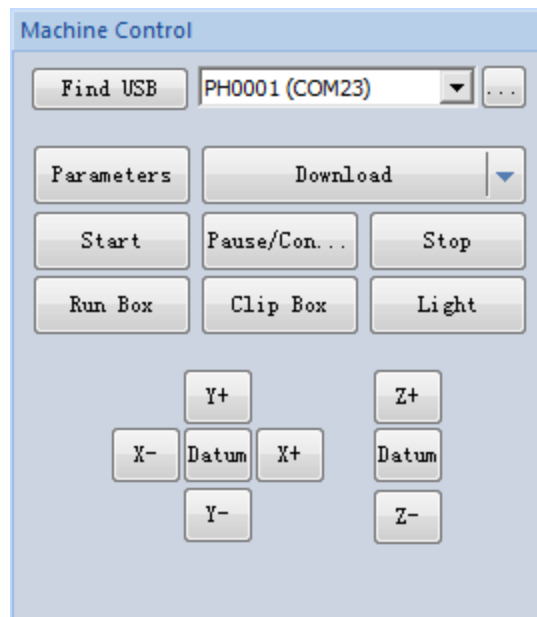 Machine Control
Find USB PH0001 (COM23) ...
Parameters Download
Start Pause/Con... Stop
Run Box Clip Box Light
Y+ Z+
X- Datum X+ Datum
Y- Z-